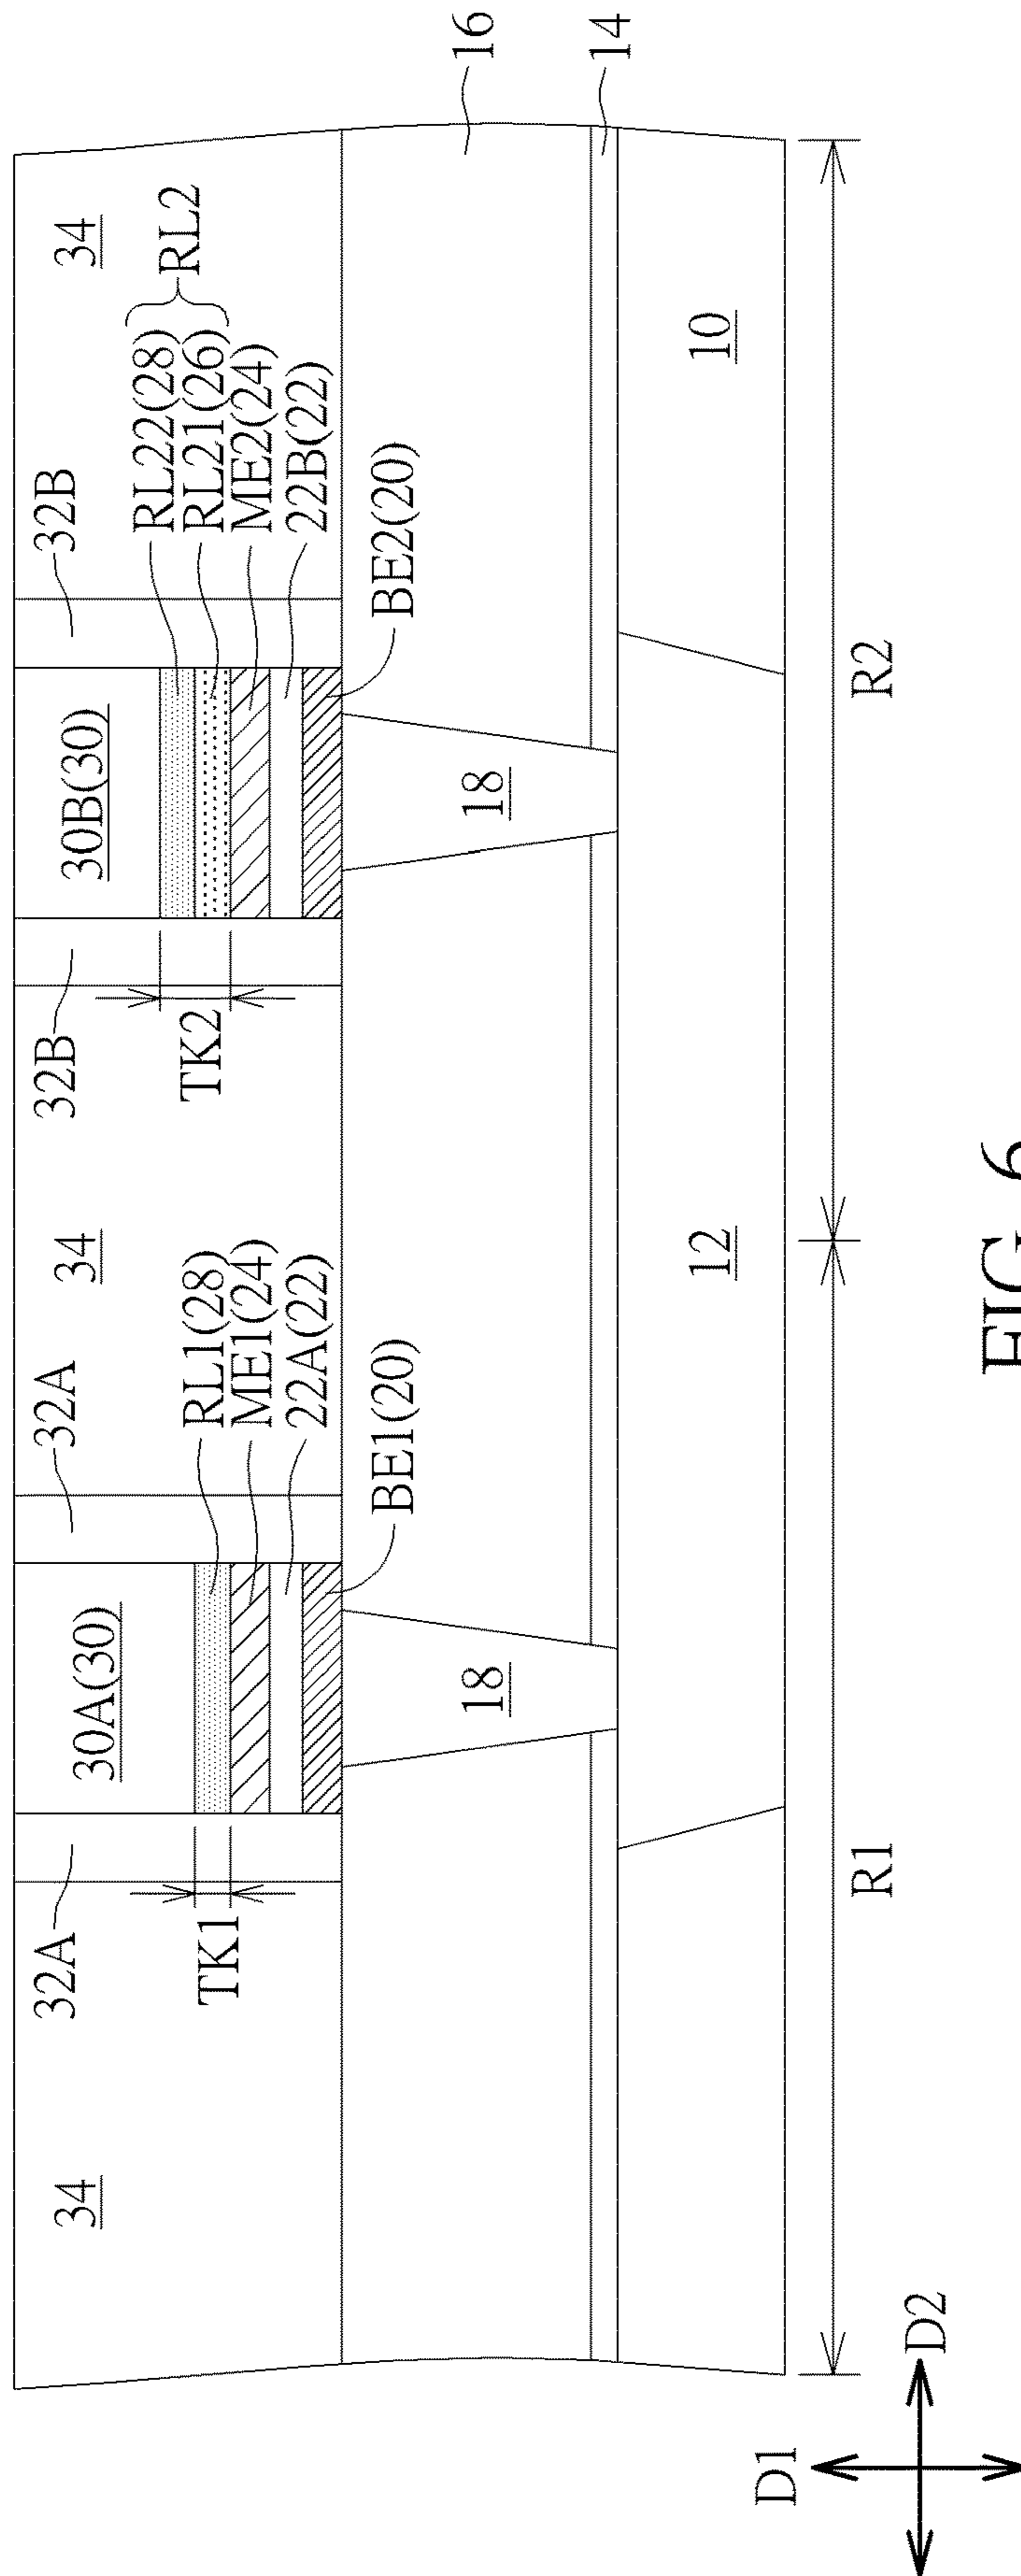 34
32A
30A(30)
32A
34
32B
30B(30)
32B
34
RL22(28)
RL21(26)
RL2
RL1(28)
ME1(24)
22A(22)
ME2(24)
22B(22)
TK1
TK2
BE1(20)
BE2(20)
18
18
16
14
12
10
R1
R2
D1
D2
FIG. 6